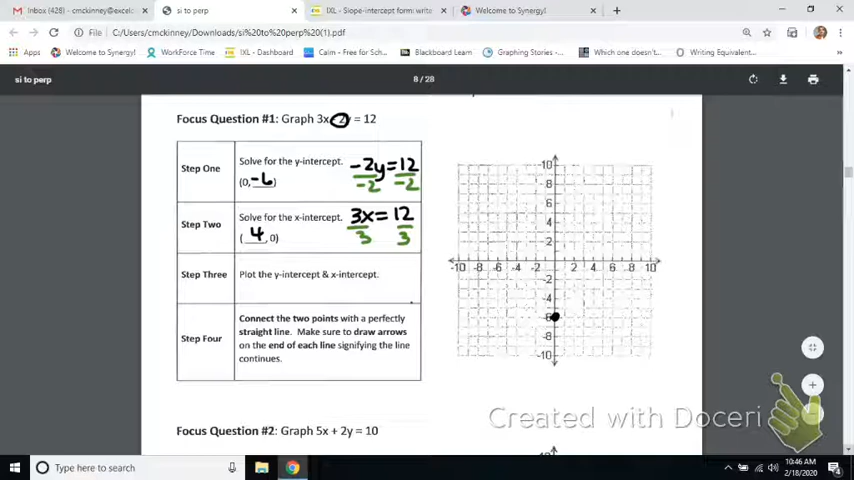 Inbox (428) - cmckinney@excelc
si to perp
IXL - Slope-intercept form: write
Welcome to Synergy!
File | C:/Users/cmckinney/Downloads/si%20to%20perp%20(1).pdf
Apps
Welcome to Synergy!
WorkForce Time
IXL - Dashboard
Calm - Free for Sch...
Blackboard Learn
Graphing Stories:...
Which one doesn't...
Writing Equivalent...
si to perp
8 / 28
Focus Question #1: Graph 3x - 2y = 12
Step One
Solve for the y-intercept.
(0, -6)
-2y = 12
-2 -2
Step Two
Solve for the x-intercept.
(4, 0)
3x = 12
3 3
Step Three
Plot the y-intercept & x-intercept.
Step Four
Connect the two points with a perfectly
straight line. Make sure to draw arrows
on the end of each line signifying the line
continues.
-10
-8
6
4
2
-10 -8 -6 -4 -2 0 2 4 6 8 10
-2
-4
-6
-8
-10
Focus Question #2: Graph 5x + 2y = 10
Created with Doceri
Type here to search
10:46 AM
2/18/2020
4